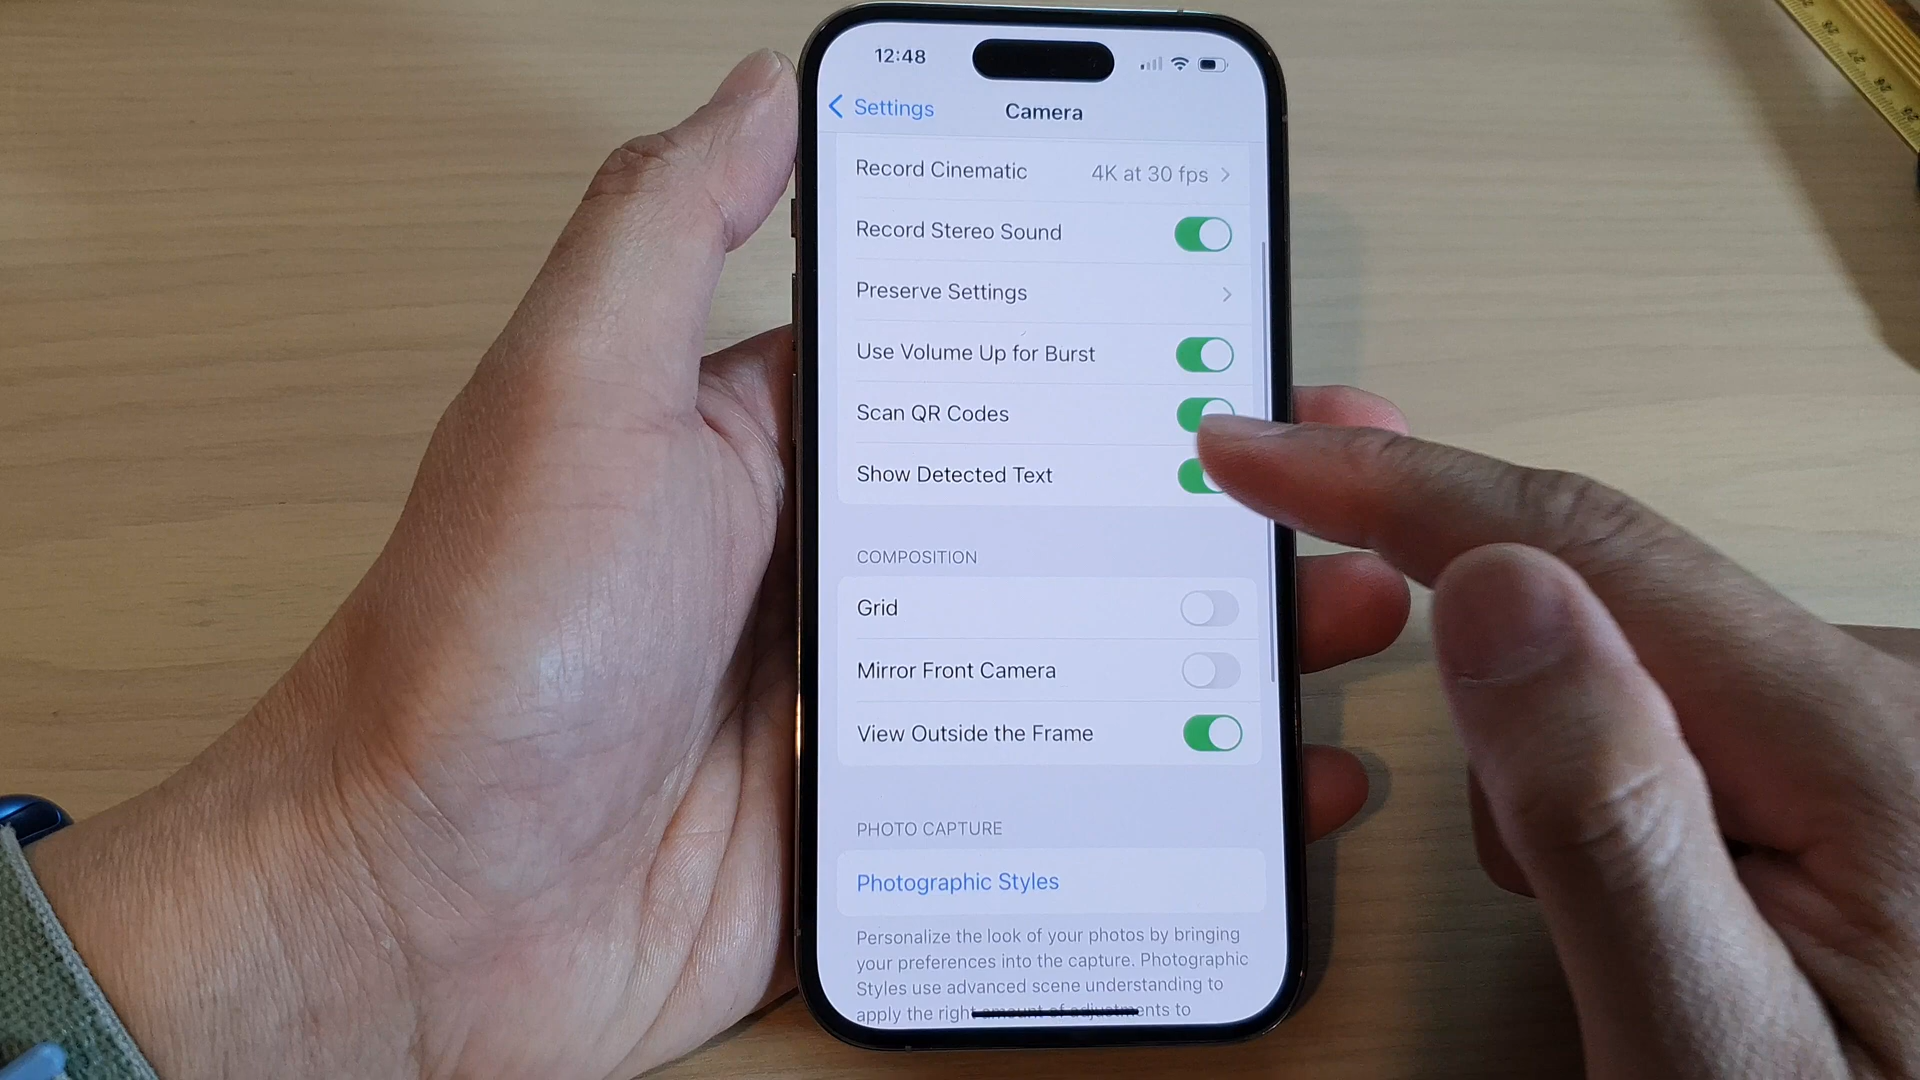 12:48
Settings
Camera
Record Cinematic 4K at 30 fps
Record Stereo Sound
Preserve Settings
Use Volume Up for Burst
Scan QR Codes
Show Detected Text
COMPOSITION
Grid
Mirror Front Camera
View Outside the Frame
PHOTO CAPTURE
Photographic Styles
Personalize the look of your photos by bringing
your preferences into the capture. Photographic
Styles use advanced scene understanding to
apply the right amount of adjustments to